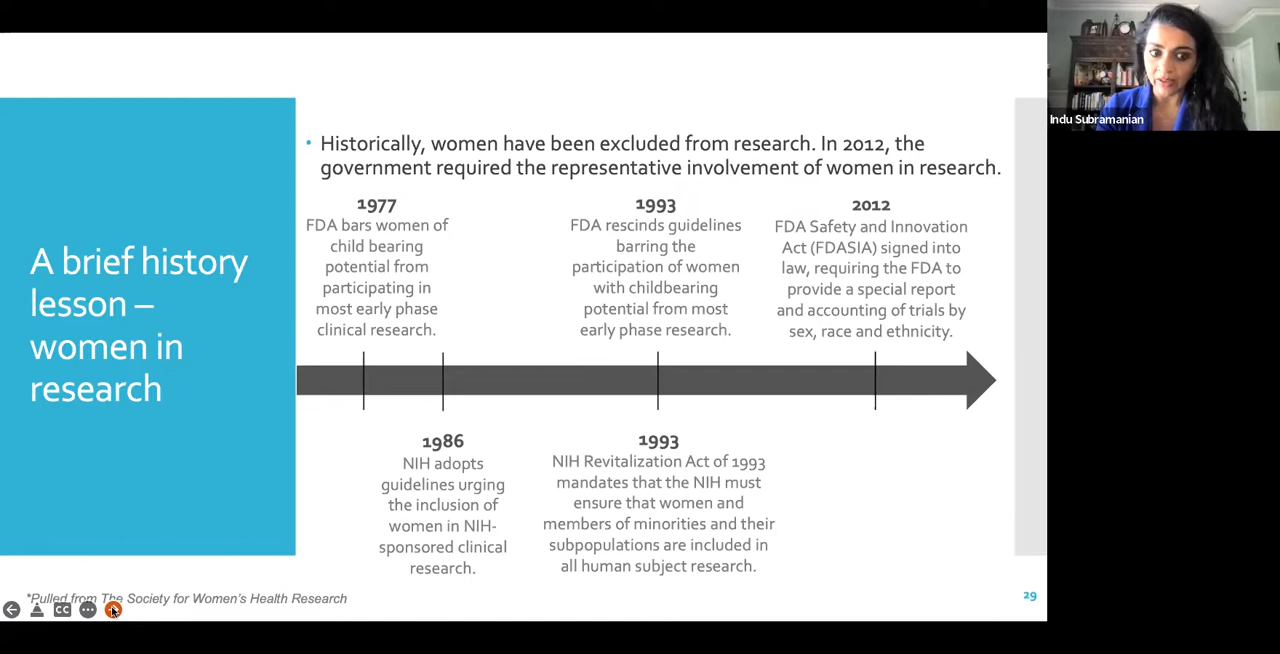 A brief history
lesson –
women in
research
• Historically, women have been excluded from research. In 2012, the
government required the representative involvement of women in research.
1977
FDA bars women of
child bearing
potential from
participating in
most early phase
clinical research.
1993
FDA rescinds guidelines
barring the
participation of women
with childbearing
potential from most
early phase research.
2012
FDA Safety and Innovation
Act (FDASIA) signed into
law, requiring the FDA to
provide a special report
and accounting of trials by
sex, race and ethnicity.
1986
NIH adopts
guidelines urging
the inclusion of
women in NIH-
sponsored clinical
research.
1993
NIH Revitalization Act of 1993
mandates that the NIH must
ensure that women and
members of minorities and their
subpopulations are included in
all human subject research.
*Pulled from The Society for Women's Health Research
CC
29
Indu Subramanian